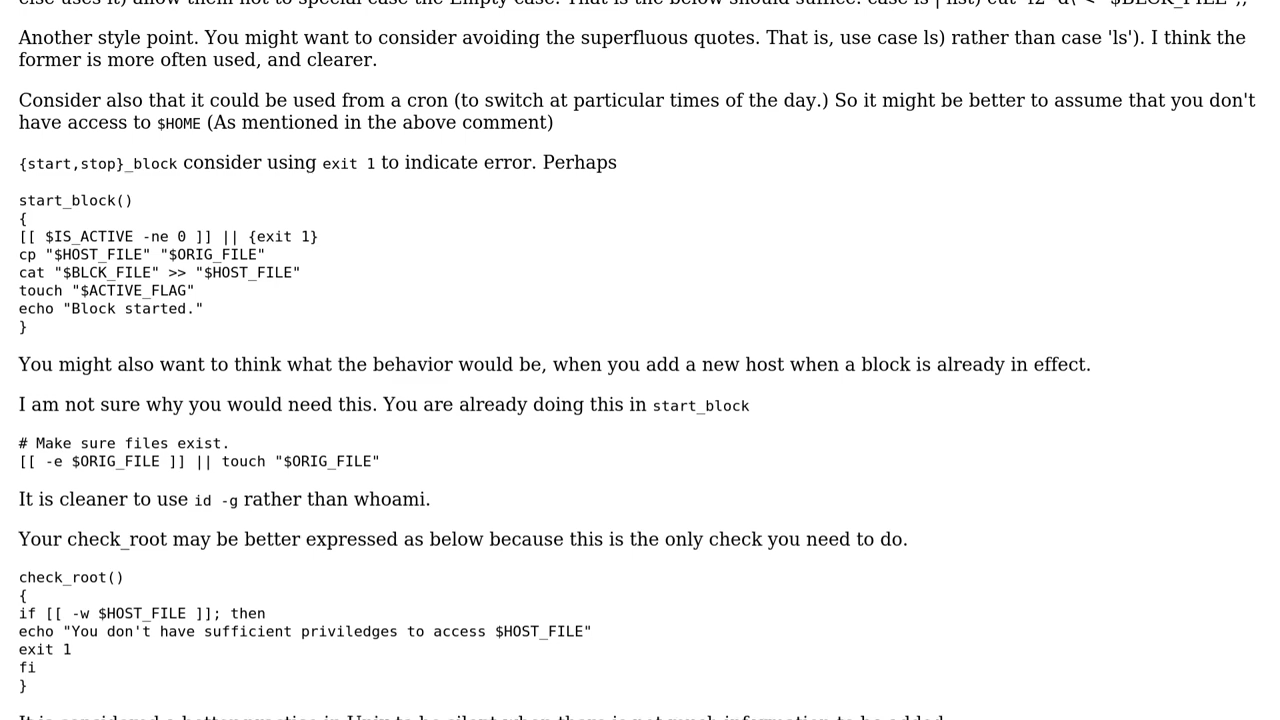 Another style point. You might want to consider avoiding the superfluous quotes. That is, use case ls) rather than case 'ls'). I think the
former is more often used, and clearer.
Consider also that it could be used from a cron (to switch at particular times of the day.) So it might be better to assume that you don't
have access to $HOME (As mentioned in the above comment)
{start,stop}_block consider using exit 1 to indicate error. Perhaps
start_block()
{
[[ $IS_ACTIVE -ne 0 ]] || {exit 1}
cp "$HOST_FILE" "$ORIG_FILE"
cat "$BLCK_FILE" >> "$HOST_FILE"
touch "$ACTIVE_FLAG"
echo "Block started."
}
You might also want to think what the behavior would be, when you add a new host when a block is already in effect.
I am not sure why you would need this. You are already doing this in start_block
# Make sure files exist.
[[ -e $ORIG_FILE ]] || touch "$ORIG_FILE"
It is cleaner to use id -g rather than whoami.
Your check_root may be better expressed as below because this is the only check you need to do.
check_root()
{
if [[ -w $HOST_FILE ]]; then
echo "You don't have sufficient priviledges to access $HOST_FILE"
exit 1
fi
}